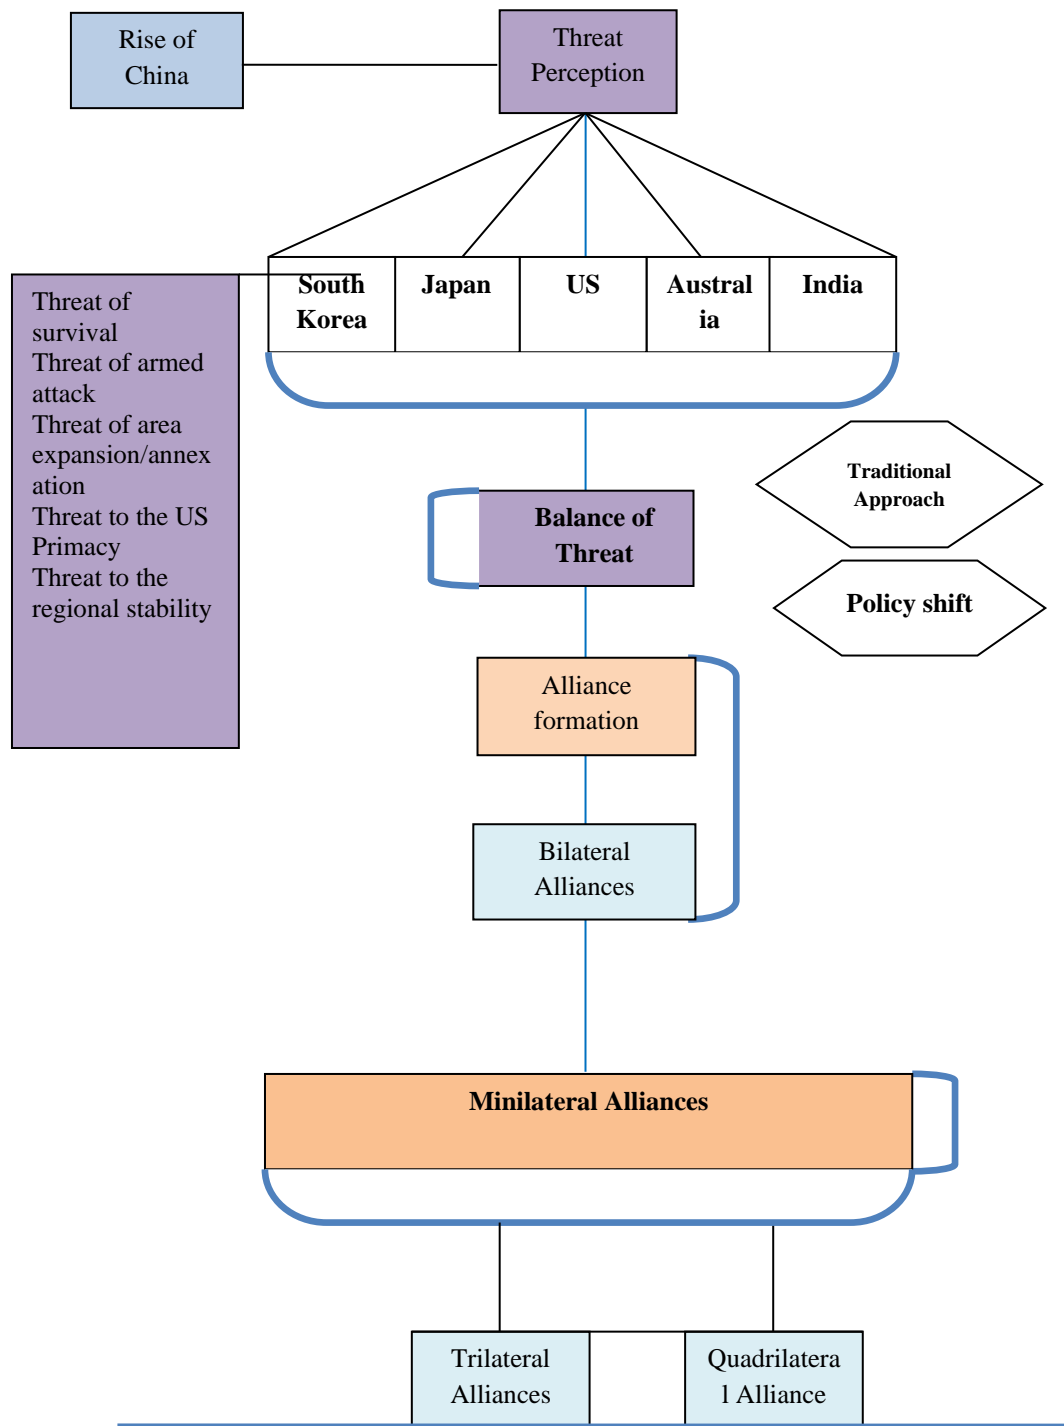 Rise of
China
Threat
Perception
South
Korea
Japan
US
Austral
ia
India
Threat of
survival
Threat of armed
attack
Threat of area
expansion/annex
ation
Threat to the US
Primacy
Threat to the
regional stability
Traditional
Approach
Balance of
Threat
Policy shift
Alliance
formation
Bilateral
Alliances
Minilateral Alliances
Trilateral
Alliances
Quadrilatera
l Alliance